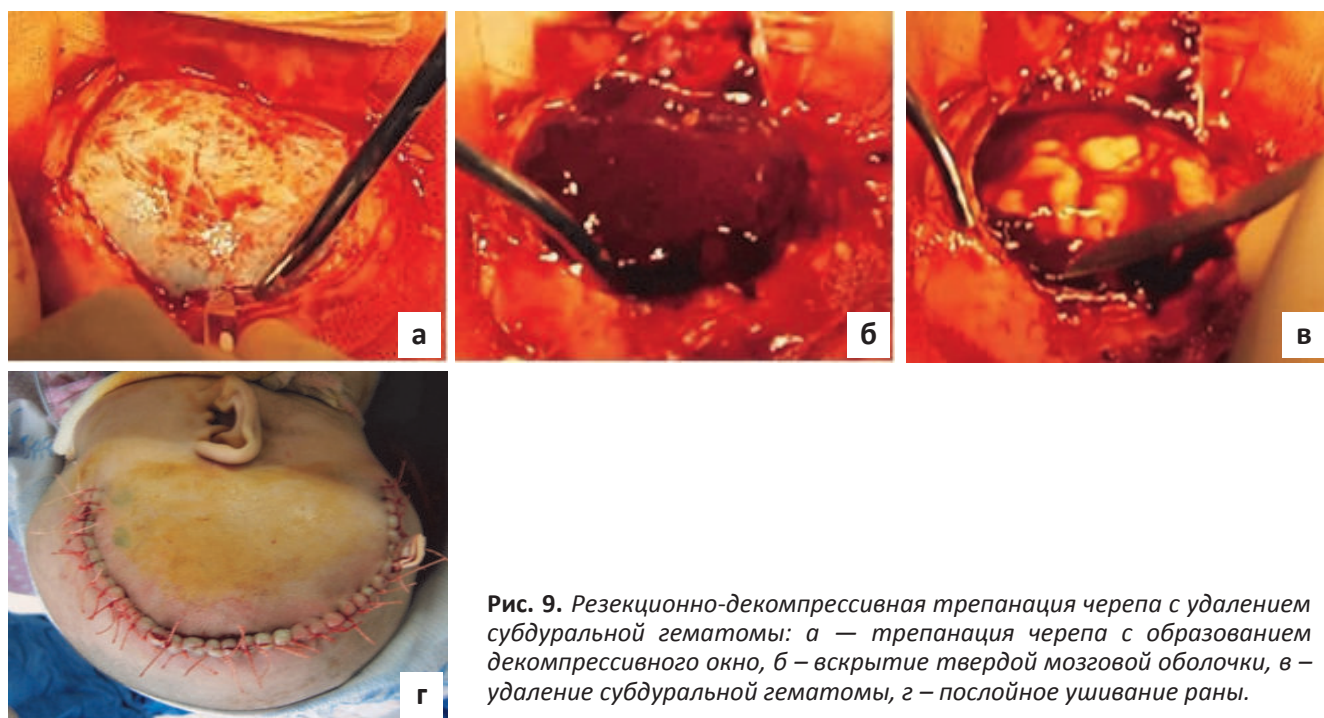 а
б
в
г
Рис. 9. Резекционно-декомпрессивная трепанация черепа с удалением
субдуральной гематомы: а — трепанация черепа с образованием
декомпрессивного окно, б – вскрытие твердой мозговой оболочки, в –
удаление субдуральной гематомы, г – послойное ушивание раны.